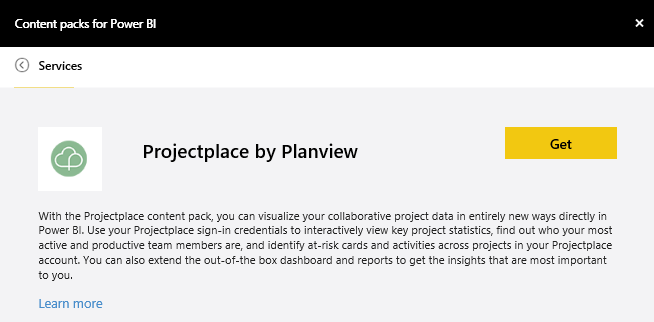 Content packs for Power BI
Services
Projectplace by Planview
Get
With the Projectplace content pack, you can visualize your collaborative project data in entirely new ways directly in
Power BI. Use your Projectplace sign-in credentials to interactively view key project statistics, find out who your most
active and productive team members are, and identify at-risk cards and activities across projects in your Projectplace
account. You can also extend the out-of-the box dashboard and reports to get the insights that are most important
to you.
Learn more